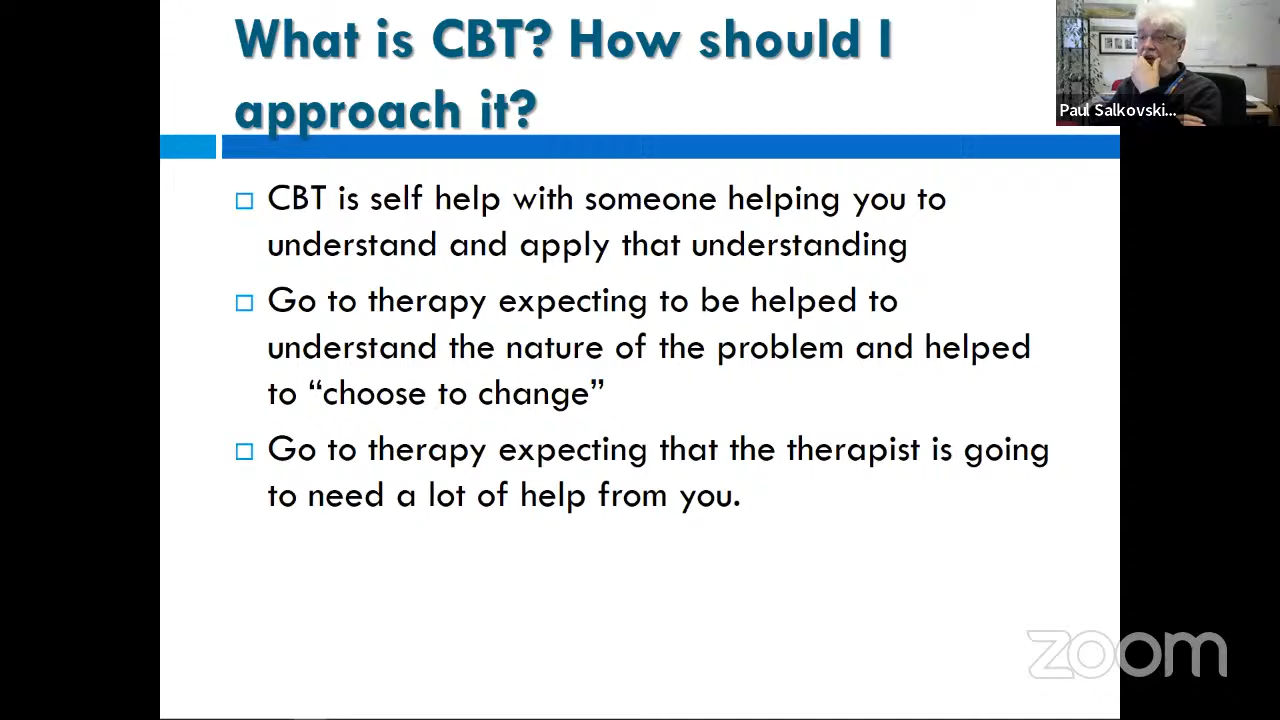 What is CBT? How should I
approach it?
Paul Salkovski...
CBT is self help with someone helping you to
understand and apply that understanding
Go to therapy expecting to be helped to
understand the nature of the problem and helped
to “choose to change”
Go to therapy expecting that the therapist is going
to need a lot of help from you.
zoom